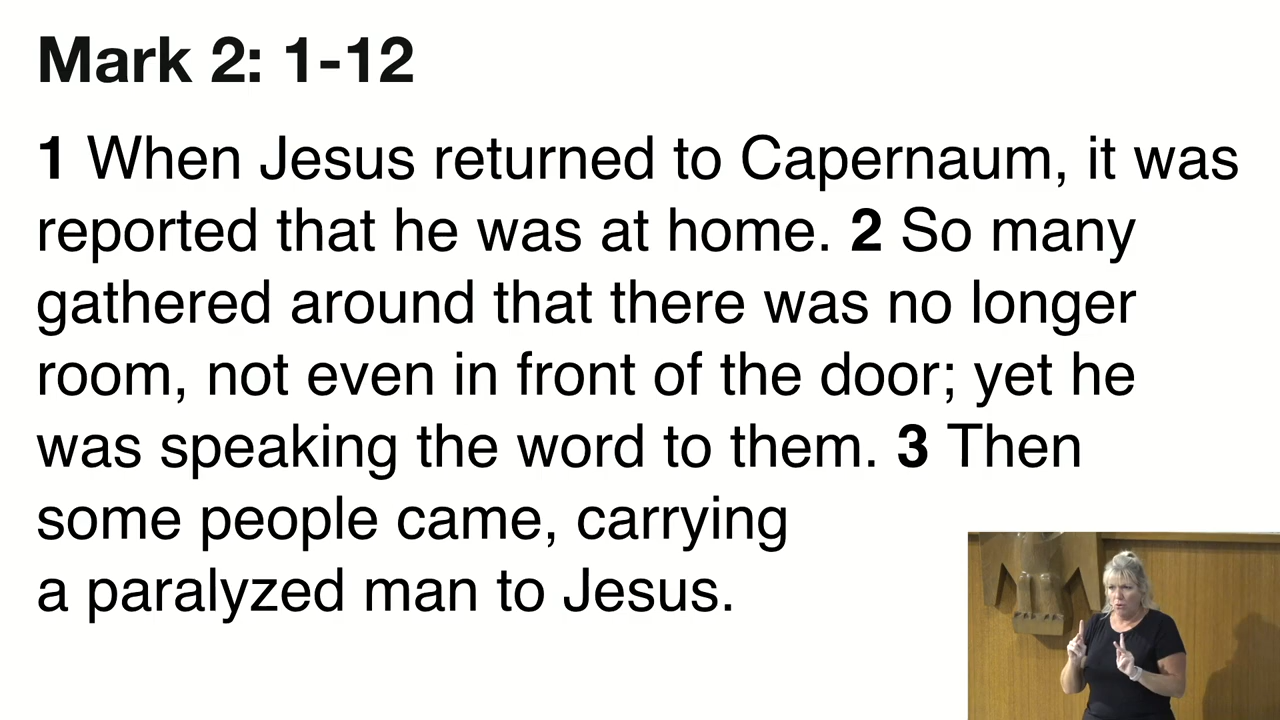 Mark 2: 1-12
1 When Jesus returned to Capernaum, it was
reported that he was at home. 2 So many
gathered around that there was no longer
room, not even in front of the door; yet he
was speaking the word to them. 3 Then
some people came, carrying
a paralyzed man to Jesus.